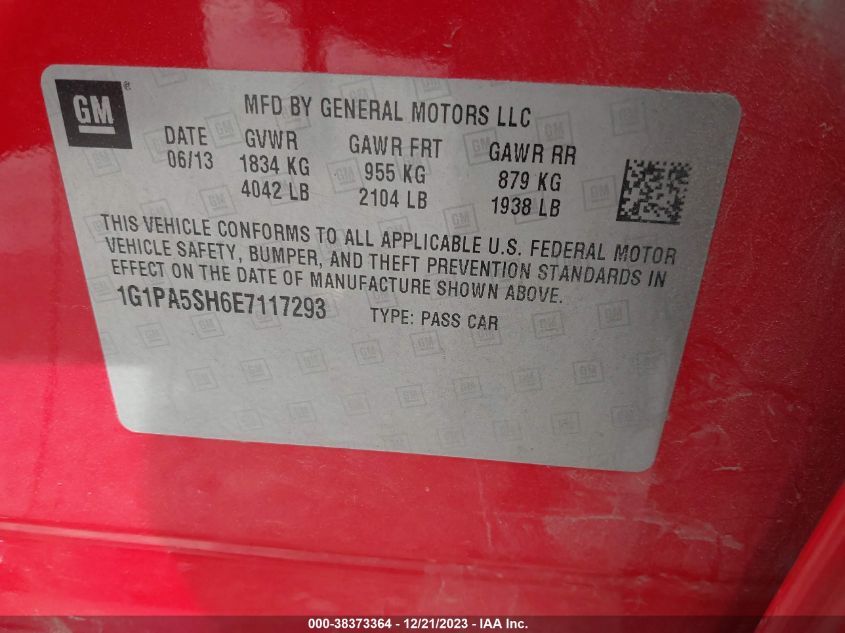 GM ®
MFD BY GENERAL MOTORS LLC
DATE GVWR GAWR FRT GAWR RR
06/13 1834 KG 955 KG 879 KG
4042 LB 2104 LB 1938 LB
THIS VEHICLE CONFORMS TO ALL APPLICABLE U.S. FEDERAL MOTOR
VEHICLE SAFETY, BUMPER, AND THEFT PREVENTION STANDARDS IN
EFFECT ON THE DATE OF MANUFACTURE SHOWN ABOVE.
1G1PA5SH6E7117293 TYPE: PASS CAR
000-38373364 - 12/21/2023 - IAA Inc.